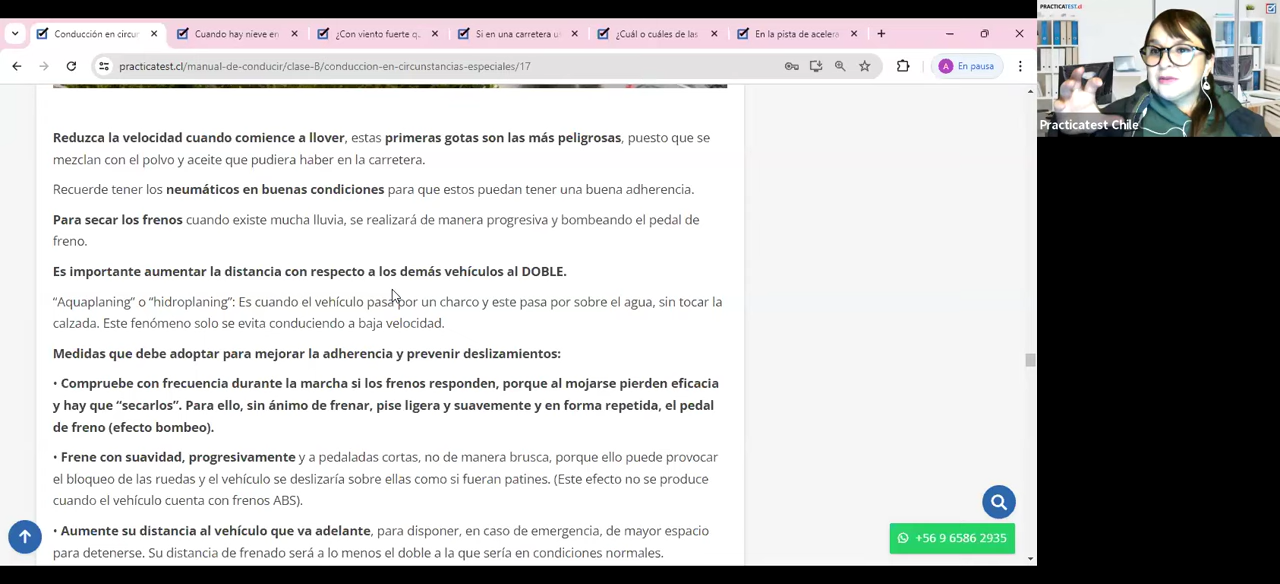 Conducción en circur
Cuando hay nieve en
¿Con viento fuerte q
Si en una carretera u
¿Cuál o cuáles de las
En la pista de acelera
practicatest.cl/manual-de-conducir/clase-B/conduccion-en-circunstancias-especiales/17
A En pausa
PRACTICATEST.cl
Practicatest Chile
Reduzca la velocidad cuando comience a llover, estas primeras gotas son las más peligrosas, puesto que se
mezclan con el polvo y aceite que pudiera haber en la carretera.
Recuerde tener los neumáticos en buenas condiciones para que estos puedan tener una buena adherencia.
Para secar los frenos cuando existe mucha lluvia, se realizará de manera progresiva y bombeando el pedal de
freno.
Es importante aumentar la distancia con respecto a los demás vehículos al DOBLE.
“Aquaplaning” o “hidroplaning”: Es cuando el vehículo pasa por un charco y este pasa por sobre el agua, sin tocar la
calzada. Este fenómeno solo se evita conduciendo a baja velocidad.
Medidas que debe adoptar para mejorar la adherencia y prevenir deslizamientos:
• Compruebe con frecuencia durante la marcha si los frenos responden, porque al mojarse pierden eficacia
y hay que “secarlos”. Para ello, sin ánimo de frenar, pise ligera y suavemente y en forma repetida, el pedal
de freno (efecto bombeo).
• Frene con suavidad, progresivamente y a pedaladas cortas, no de manera brusca, porque ello puede provocar
el bloqueo de las ruedas y el vehículo se deslizaría sobre ellas como si fueran patines. (Este efecto no se produce
cuando el vehículo cuenta con frenos ABS).
• Aumente su distancia al vehículo que va adelante, para disponer, en caso de emergencia, de mayor espacio
para detenerse. Su distancia de frenado será a lo menos el doble a la que sería en condiciones normales.
+56 9 6586 2935